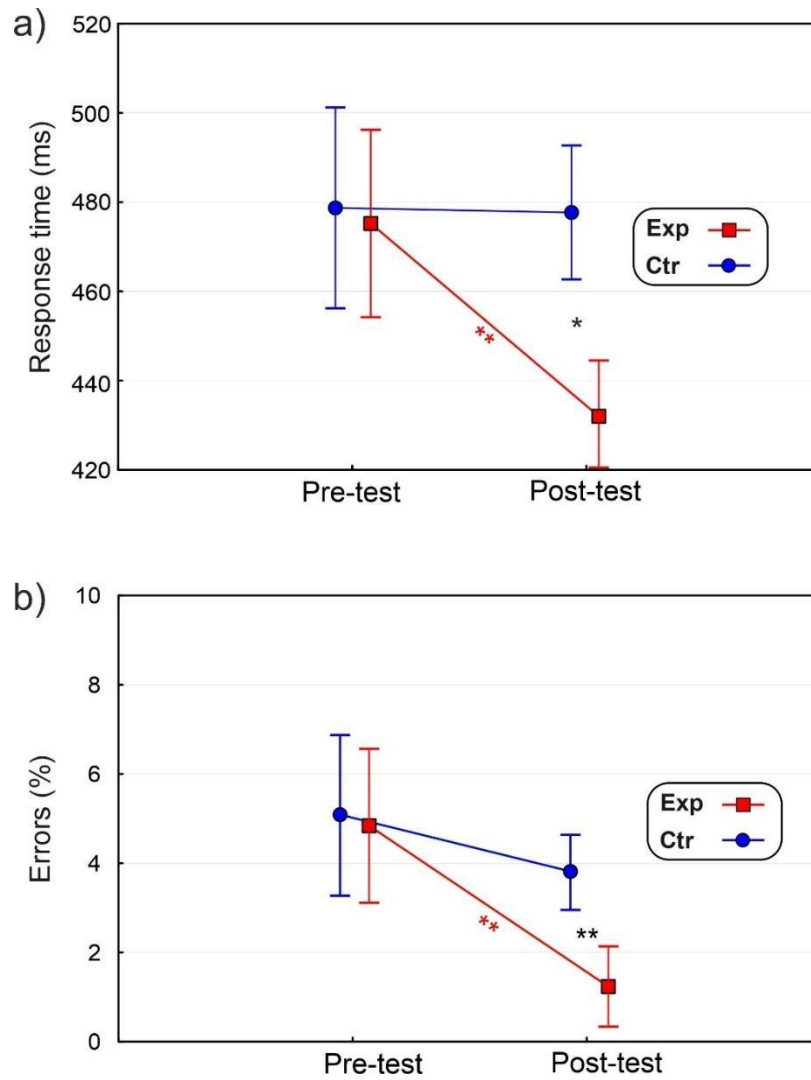 a)
Response time (ms)
520
500
480
460
440
420
Exp
Ctr
**
*
Pre-test Post-test
b)
Errors (%)
10
8
6
4
2
0
Exp
Ctr
**
**
Pre-test Post-test